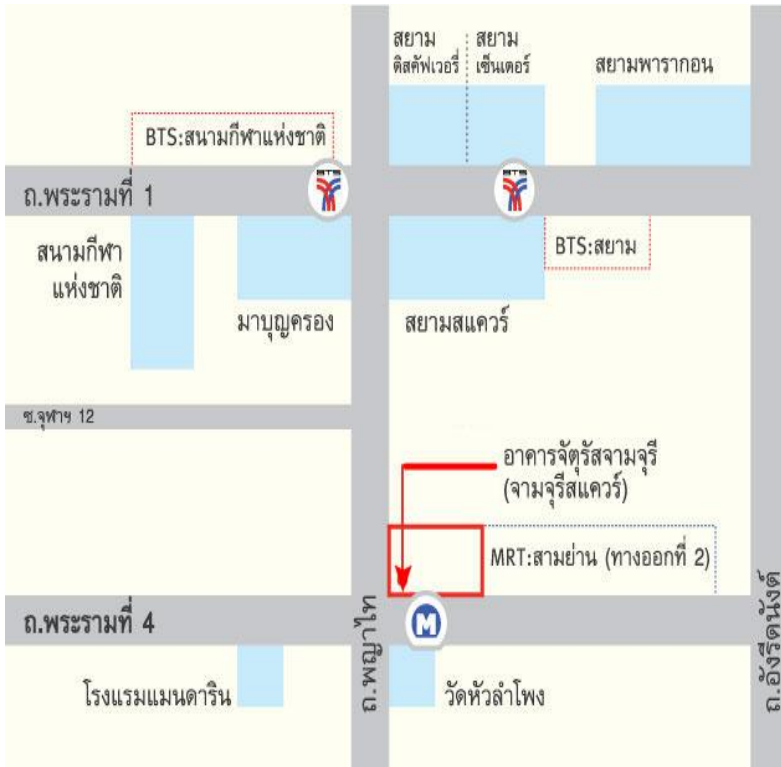 สยาม
ดิสคัฟเวอรี่
สยาม
เซ็นเตอร์
สยามพารากอน
BTS:สนามกีฬาแห่งชาติ
BTS
BTS
ถ.พระรามที่ 1
สนามกีฬา
แห่งชาติ
BTS:สยาม
มาบุญครอง
สยามสแควร์
ซ.จุฬาฯ 12
อาคารจัตุรัสจามจุรี
(จามจุรีสแควร์)
MRT:สามย่าน (ทางออกที่ 2)
ถ.พระรามที่ 4
M
ถ.พญาไท
ถ.อังรีดูนังต์
โรงแรมแมนดาริน
วัดหัวลำโพง